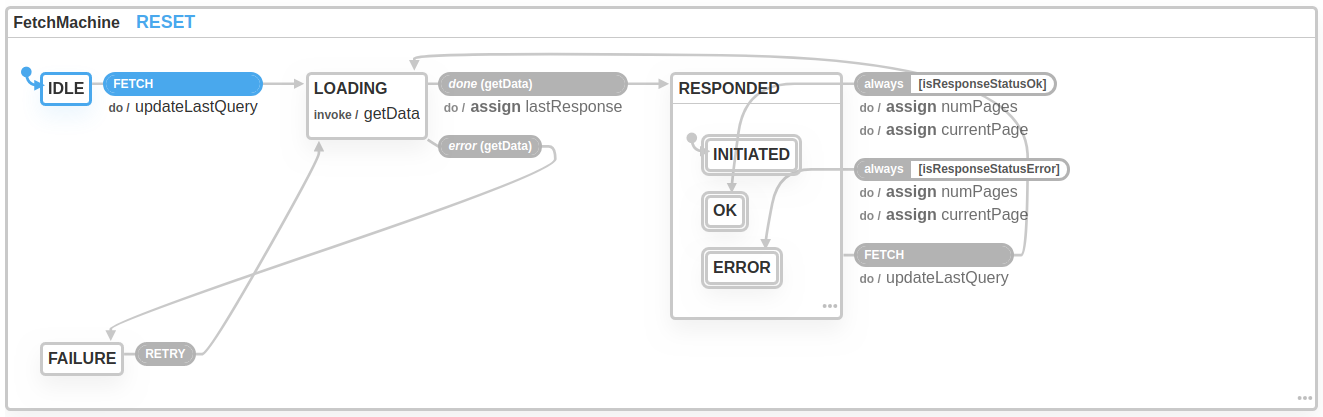 FetchMachine RESET
IDLE
FETCH
do / updateLastQuery
LOADING
invoke / getData
done (getData)
do / assign lastResponse
error (getData)
RESPONDED
INITIATED
OK
ERROR
always [isResponseStatusOk]
do / assign numPages
do / assign currentPage
always [isResponseStatusError]
do / assign numPages
do / assign currentPage
FETCH
do / updateLastQuery
FAILURE
RETRY